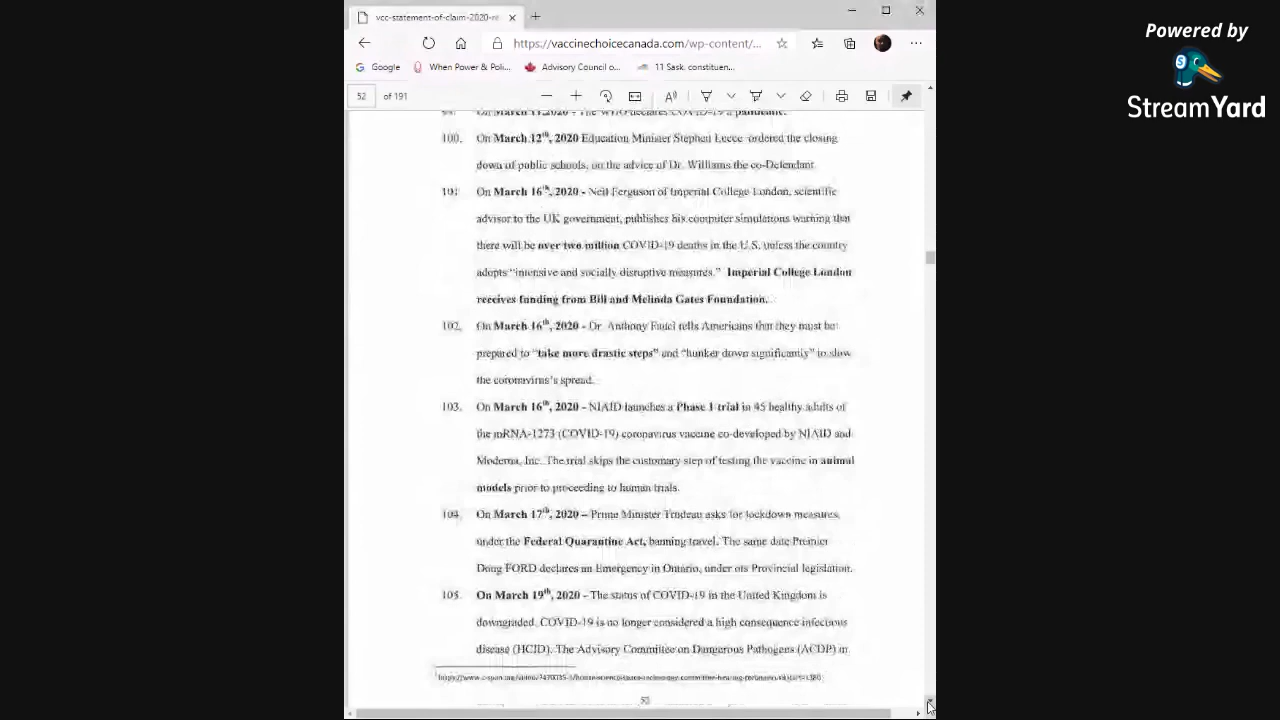 vcc-statement-of-claim-2020-re
Powered by
StreamYard
https://vaccinechoicecanada.com/wp-content/...
Google
When Power & Poli...
Advisory Council o...
11 Sask. constituen...
52 of 191
On March 11, 2020 - The WHO declares COVID-19 a pandemic.
100. On March 12th, 2020 Education Minister Stephen Lecce ordered the closing
down of public schools, on the advice of Dr. Williams the co-Defendant
101 On March 16th, 2020 - Neil Ferguson of Imperial College London, scientific
advisor to the UK government, publishes his computer simulations warning that
there will be over two million COVID-19 deaths in the U.S. unless the country
adopts "intensive and socially disruptive measures." Imperial College London
receives funding from Bill and Melinda Gates Foundation.
102. On March 16th, 2020 - Dr. Anthony Fauci tells Americans that they must be
prepared to "take more drastic steps" and "hunker down significantly" to slow
the coronavirus's spread.
103. On March 16th, 2020 - NIAID launches a Phase 1 trial in 45 healthy adults of
the mRNA-1273 (COVID-19) coronavirus vaccine co-developed by NIAID and
Moderna, Inc. The trial skips the customary step of testing the vaccine in animal
models prior to proceeding to human trials.
104. On March 17th, 2020 – Prime Minister Trudeau asks for lockdown measures,
under the Federal Quarantine Act, banning travel. The same date Premier
Doug FORD declares an Emergency in Ontario, under its Provincial legislation.
105. On March 19th, 2020 - The status of COVID-19 in the United Kingdom is
downgraded. COVID-19 is no longer considered a high consequence infectious
disease (HCID). The Advisory Committee on Dangerous Pathogens (ACDP) in